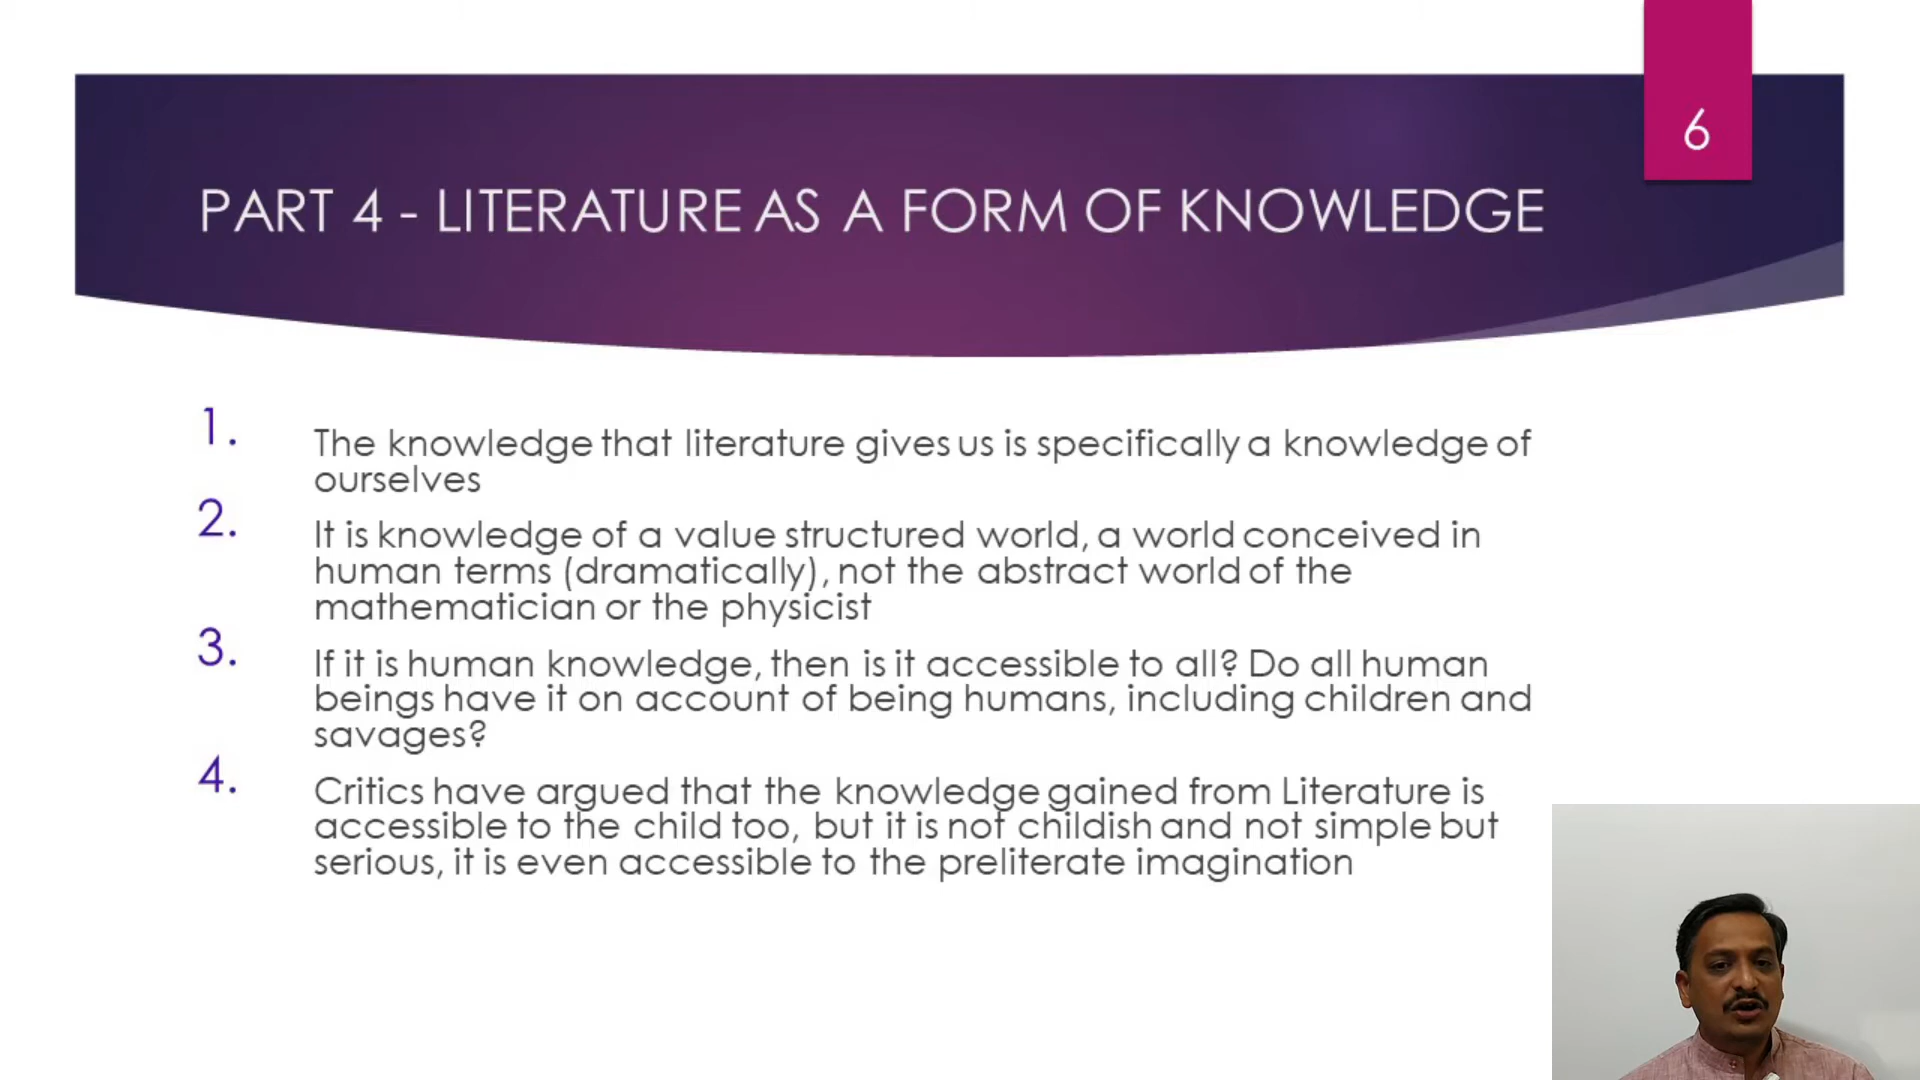 6
PART 4 - LITERATURE AS A FORM OF KNOWLEDGE
1. The knowledge that literature gives us is specifically a knowledge of
ourselves
2. It is knowledge of a value structured world, a world conceived in
human terms (dramatically), not the abstract world of the
mathematician or the physicist
3. If it is human knowledge, then is it accessible to all? Do all human
beings have it on account of being humans, including children and
savages?
4. Critics have argued that the knowledge gained from Literature is
accessible to the child too, but it is not childish and not simple but
serious, it is even accessible to the preliterate imagination